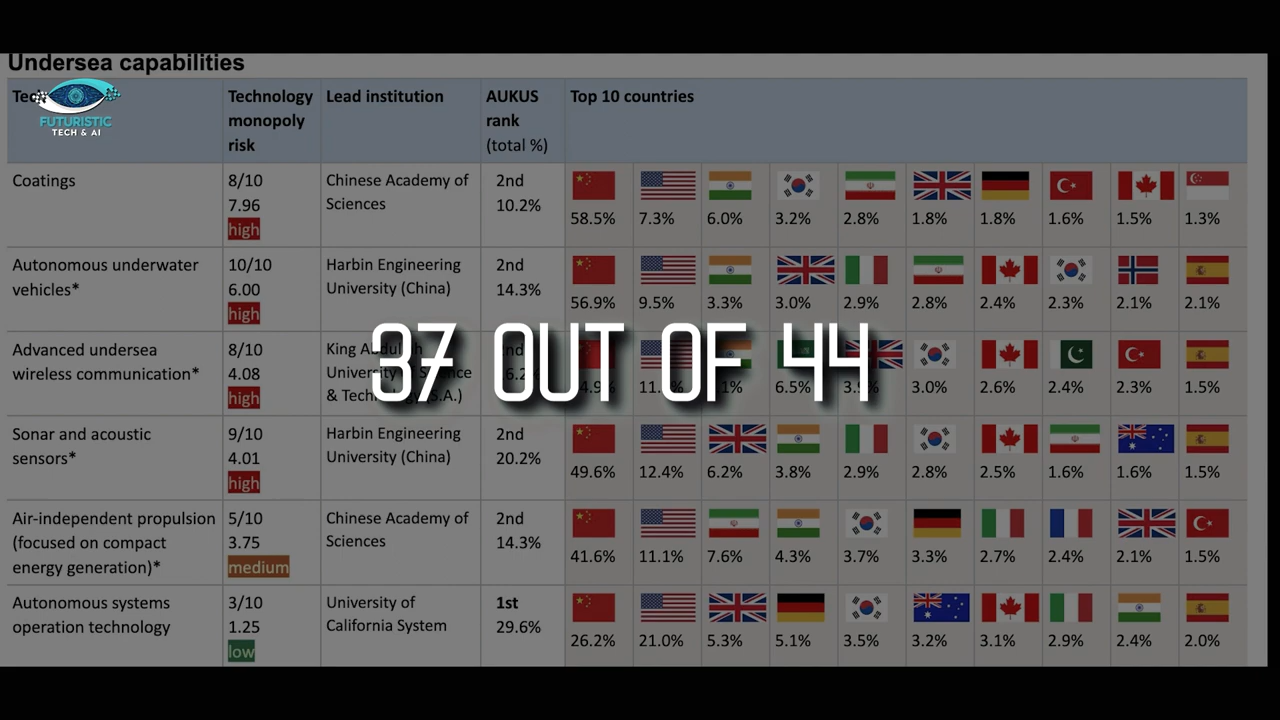 Undersea capabilities
FUTURISTIC
TECH & AI
Technology monopoly risk
Lead institution
AUKUS rank (total %)
Top 10 countries
Coatings
8/10
7.96
high
Chinese Academy of
Sciences
2nd
10.2%
58.5% 7.3% 6.0% 3.2% 2.8% 1.8% 1.8% 1.6% 1.5% 1.3%
Autonomous underwater
vehicles*
10/10
6.00
high
Harbin Engineering
University (China)
2nd
14.3%
56.9% 9.5% 3.3% 3.0% 2.9% 2.8% 2.4% 2.3% 2.1% 2.1%
37 OUT OF 44
Advanced undersea
wireless communication*
8/10
4.08
high
King
University
& (S.A.)
6.5% 3.0% 2.6% 2.4% 2.3% 1.5%
Sonar and acoustic
sensors*
9/10
4.01
high
Harbin Engineering
University (China)
2nd
20.2%
49.6% 12.4% 6.2% 3.8% 2.9% 2.8% 2.5% 1.6% 1.6% 1.5%
Air-independent propulsion
(focused on compact
energy generation)*
5/10
3.75
medium
Chinese Academy of
Sciences
2nd
14.3%
41.6% 11.1% 7.6% 4.3% 3.7% 3.3% 2.7% 2.4% 2.1% 1.5%
Autonomous systems
operation technology
3/10
1.25
low
University of
California System
1st
29.6%
26.2% 21.0% 5.3% 5.1% 3.5% 3.2% 3.1% 2.9% 2.4% 2.0%